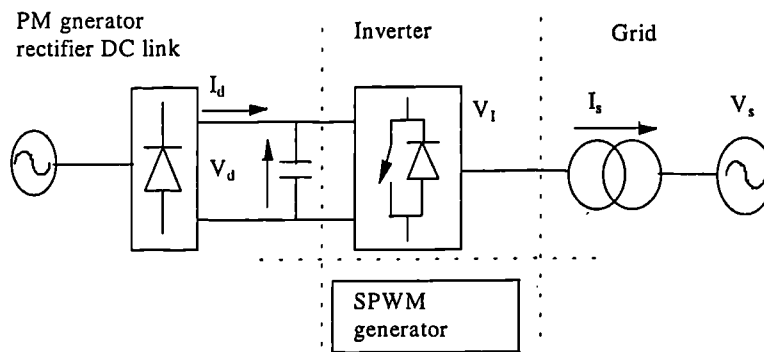 PM gnerator
rectifier DC link
Inverter
Grid
I_d
V_d
V_I
I_s
V_s
SPWM
generator